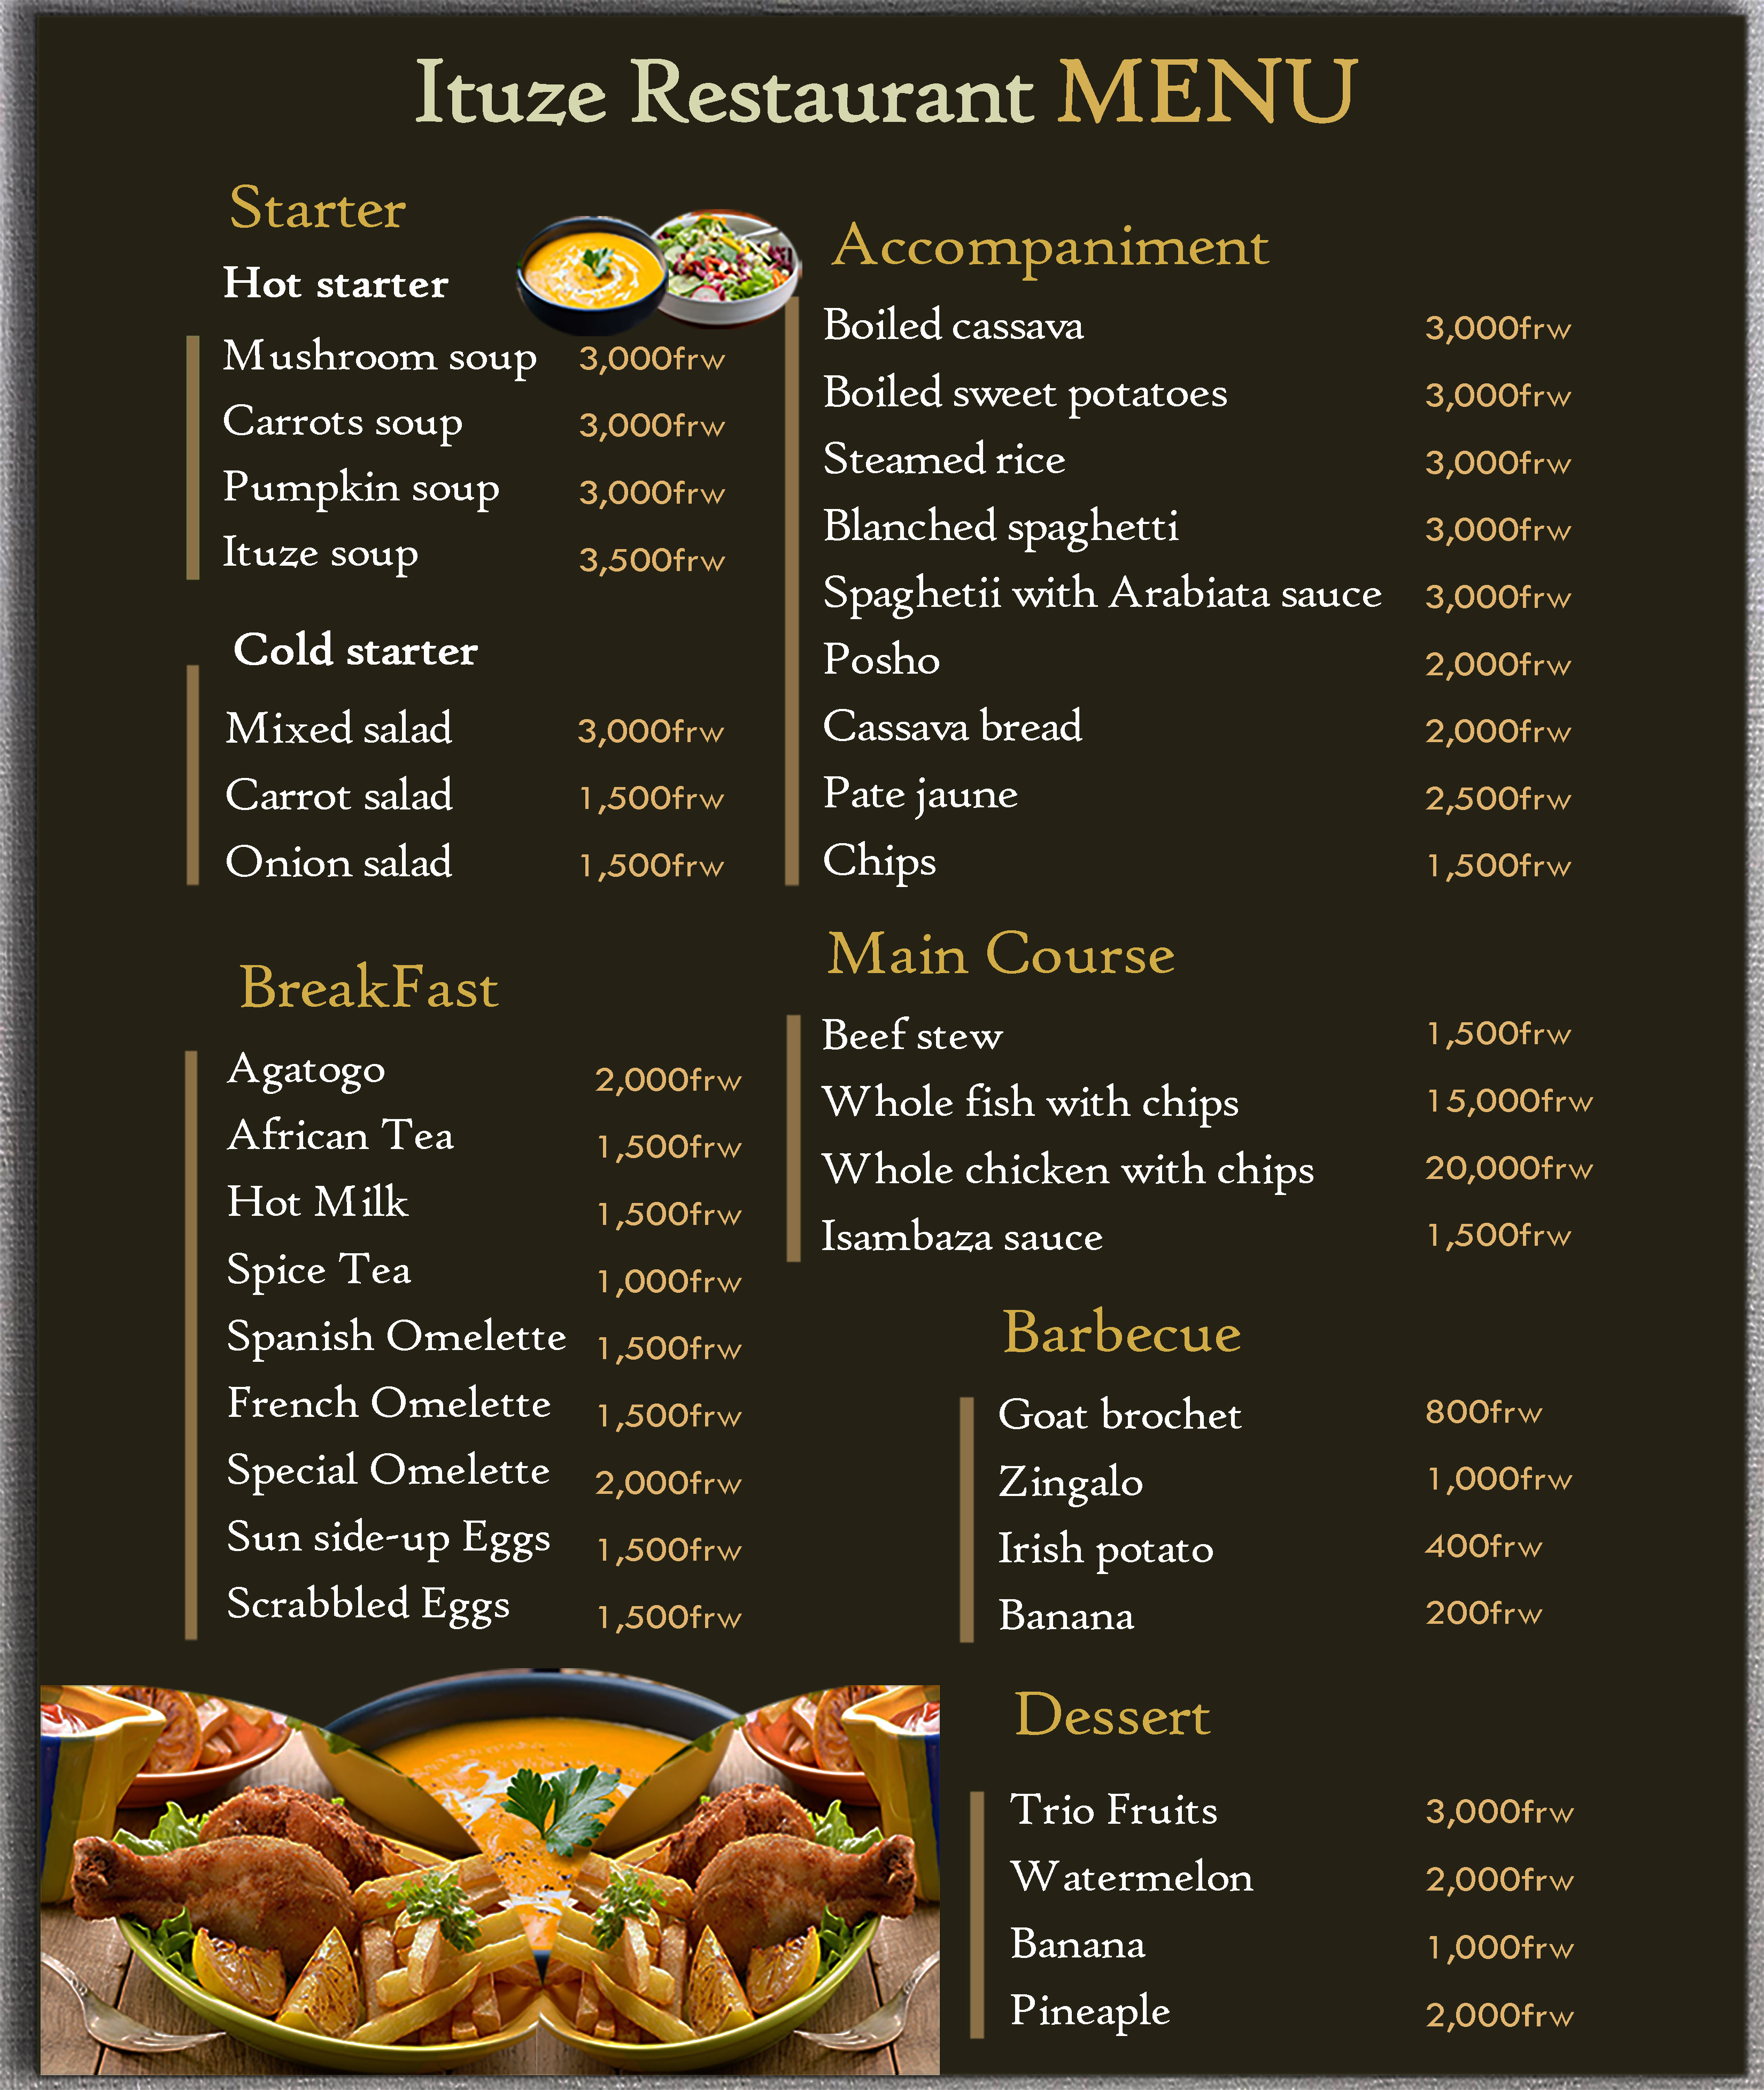 Ituze Restaurant MENU
Starter
Hot starter
Mushroom soup 3,000frw
Carrots soup 3,000frw
Pumpkin soup 3,000frw
Ituze soup 3,500frw
Cold starter
Mixed salad 3,000frw
Carrot salad 1,500frw
Onion salad 1,500frw
BreakFast
Agatogo 2,000frw
African Tea 1,500frw
Hot Milk 1,500frw
Spice Tea 1,000frw
Spanish Omelette 1,500frw
French Omelette 1,500frw
Special Omelette 2,000frw
Sun side-up Eggs 1,500frw
Scrabbled Eggs 1,500frw
Accompaniment
Boiled cassava 3,000frw
Boiled sweet potatoes 3,000frw
Steamed rice 3,000frw
Blanched spaghetti 3,000frw
Spaghetii with Arabiata sauce 3,000frw
Posho 2,000frw
Cassava bread 2,000frw
Pate jaune 2,500frw
Chips 1,500frw
Main Course
Beef stew 1,500frw
Whole fish with chips 15,000frw
Whole chicken with chips 20,000frw
Isambaza sauce 1,500frw
Barbecue
Goat brochet 800frw
Zingalo 1,000frw
Irish potato 400frw
Banana 200frw
Dessert
Trio Fruits 3,000frw
Watermelon 2,000frw
Banana 1,000frw
Pineaple 2,000frw